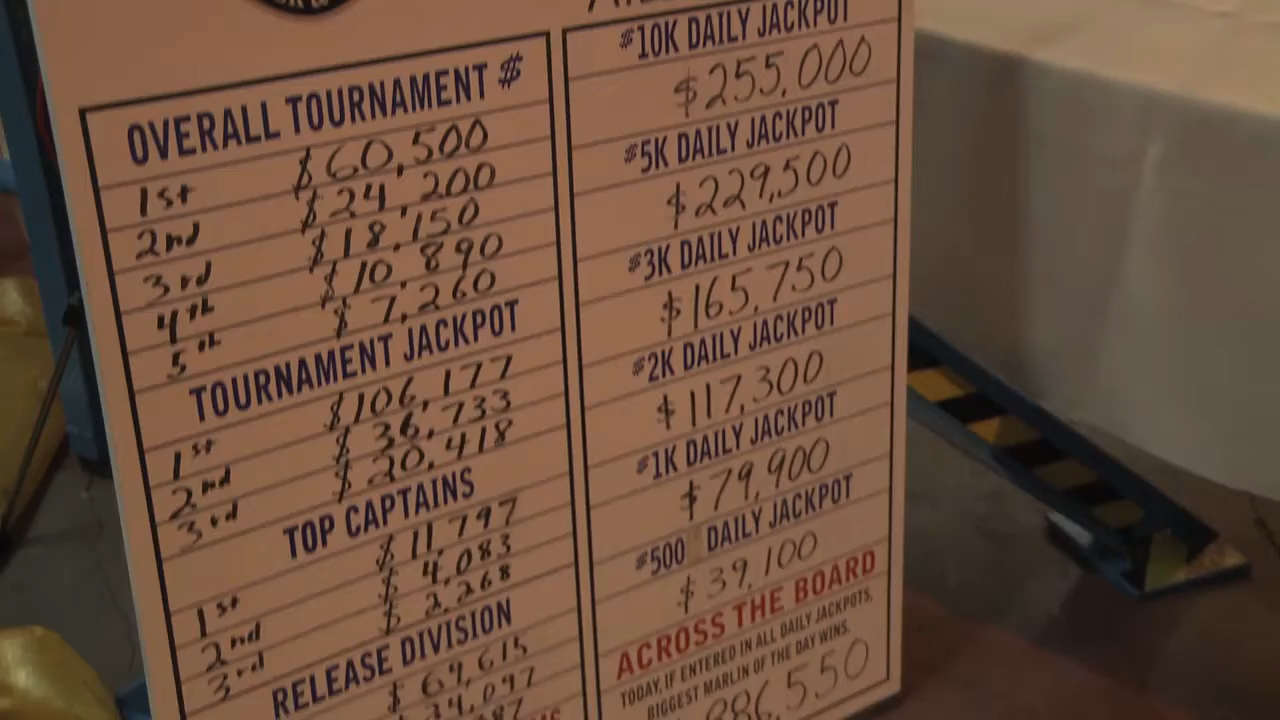 OVERALL TOURNAMENT $
1st $60,500
2nd $24,200
3rd $18,150
4th $10,890
5th $7,260
TOURNAMENT JACKPOT
1st $106,177
2nd $36,733
3rd $20,418
TOP CAPTAINS
1st $11,797
2nd $4,083
3rd $2,268
RELEASE DIVISION
$10K DAILY JACKPOT
$255,000
$5K DAILY JACKPOT
$229,500
$3K DAILY JACKPOT
$165,750
$2K DAILY JACKPOT
$117,300
$1K DAILY JACKPOT
$79,900
$500 DAILY JACKPOT
$39,100
ACROSS THE BOARD
TODAY, IF ENTERED IN ALL DAILY JACKPOTS,
BIGGEST MARLIN OF THE DAY WINS.
886,550